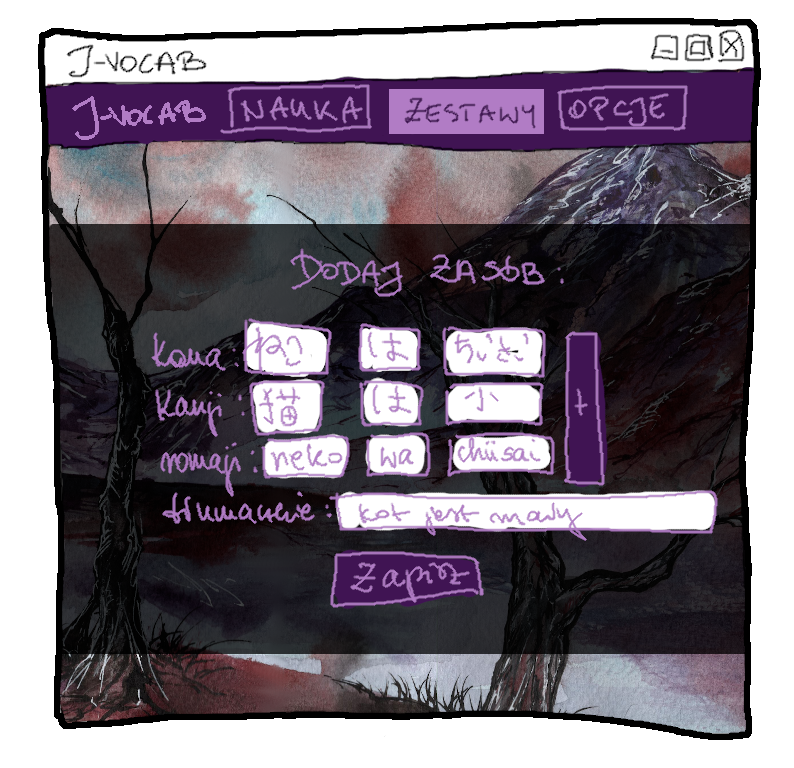 J-VOCAB
J-VOCAB NAUKA ZESTAWY OPCJE
DODAJ ZASÓB:
kana: ねこ は ちいさい
kanji: 猫 は 小 +
romaji: neko wa chiisai
tłumaczenie: kot jest mały
Zapisz